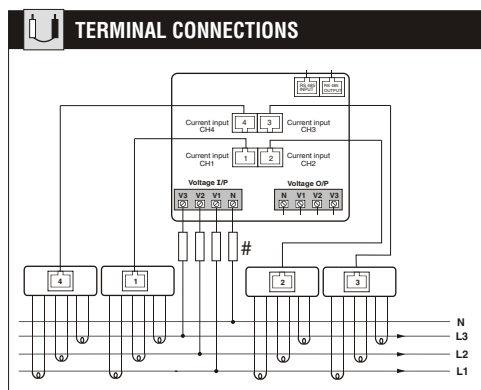 TERMINAL CONNECTIONS
RS 485 INPUT
RS 485 OUTPUT
Current input CH4
4
3
Current input CH3
Current input CH1
1
2
Current input CH2
Voltage I/P
Voltage O/P
V3 V2 V1 N
N V1 V2 V3
#
4
1
2
3
N
L3
L2
L1